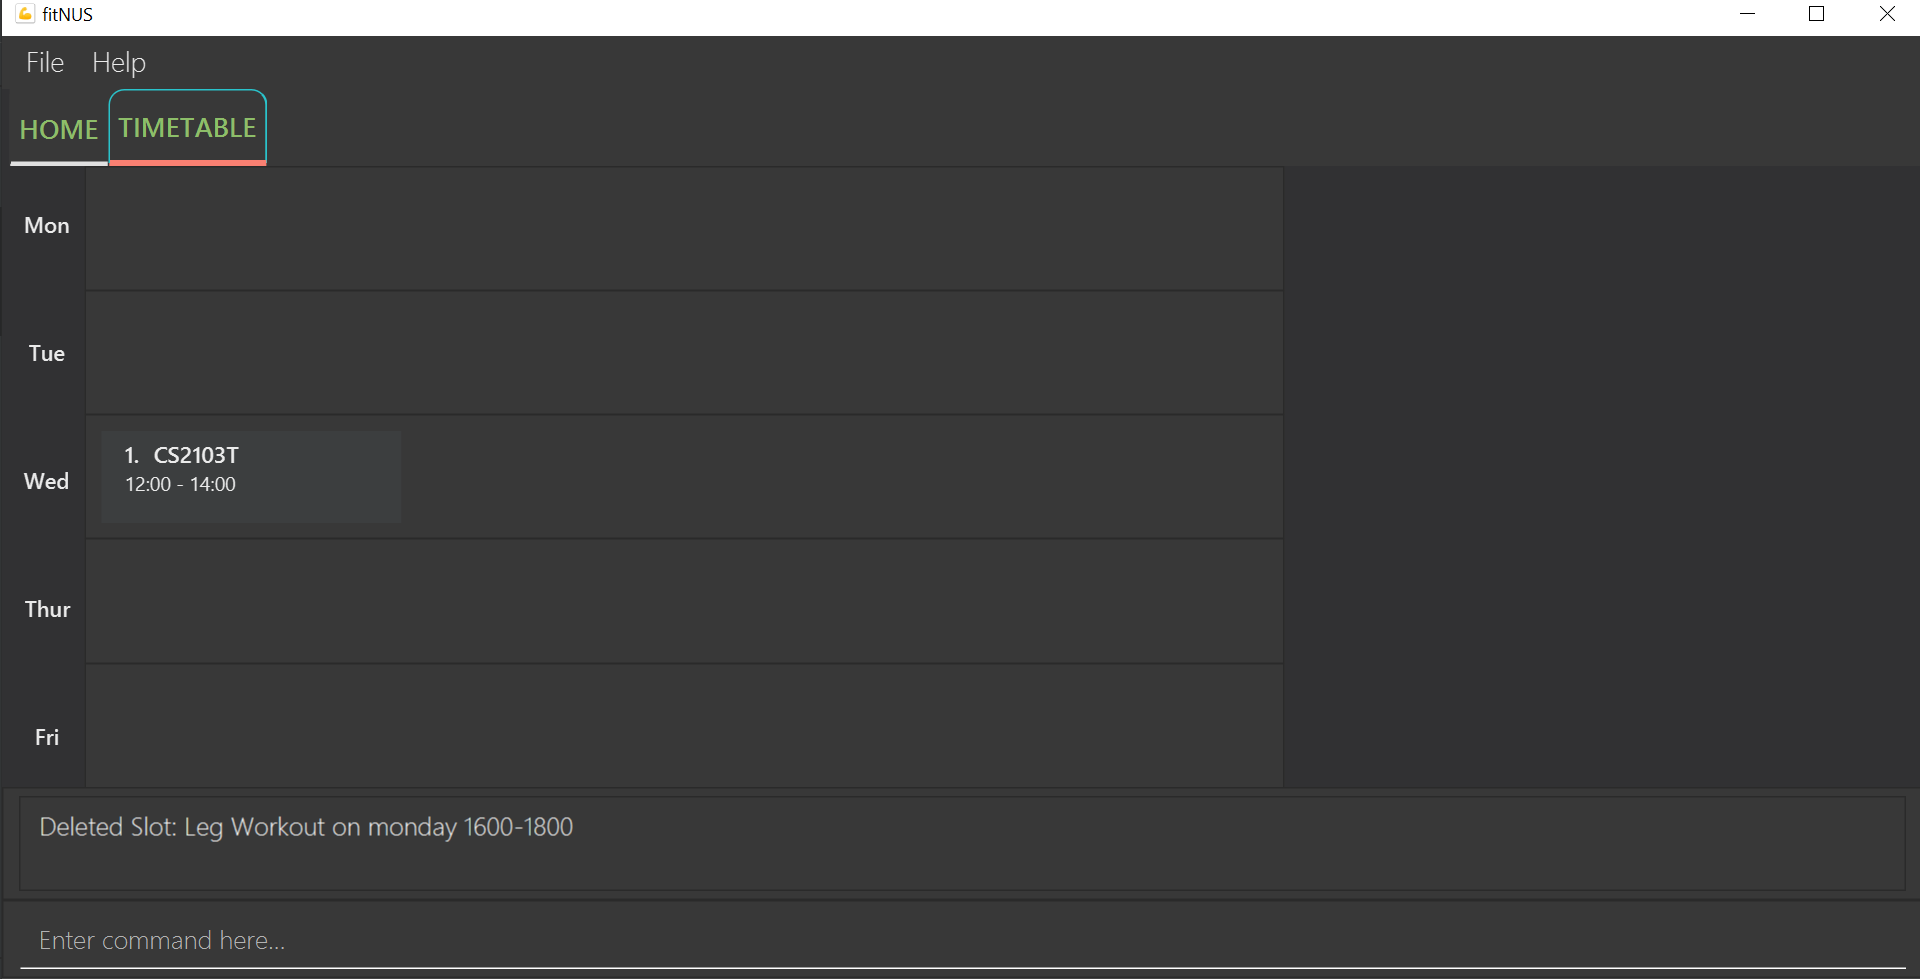 fitNUS
File Help
HOME TIMETABLE
Mon
Tue
Wed
1. CS2103T
12:00 - 14:00
Thur
Fri
Deleted Slot: Leg Workout on monday 1600-1800
Enter command here...